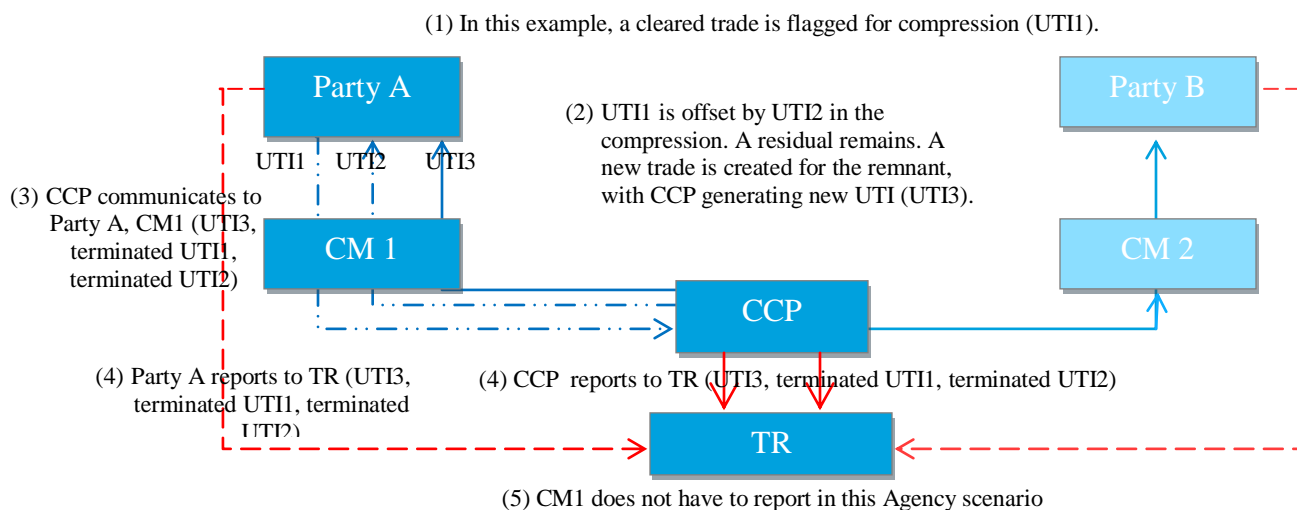 (1) In this example, a cleared trade is flagged for compression (UTI1).
Party A
Party B
(2) UTI1 is offset by UTI2 in the
compression. A residual remains. A
new trade is created for the remnant,
with CCP generating new UTI (UTI3).
UTI1 UTI2 UTI3
(3) CCP communicates to
Party A, CM1 (UTI3,
terminated UTI1,
terminated UTI2)
CM 1
CM 2
CCP
(4) Party A reports to TR (UTI3,
terminated UTI1, terminated
UTI2)
(4) CCP reports to TR (UTI3, terminated UTI1, terminated UTI2)
TR
(5) CM1 does not have to report in this Agency scenario